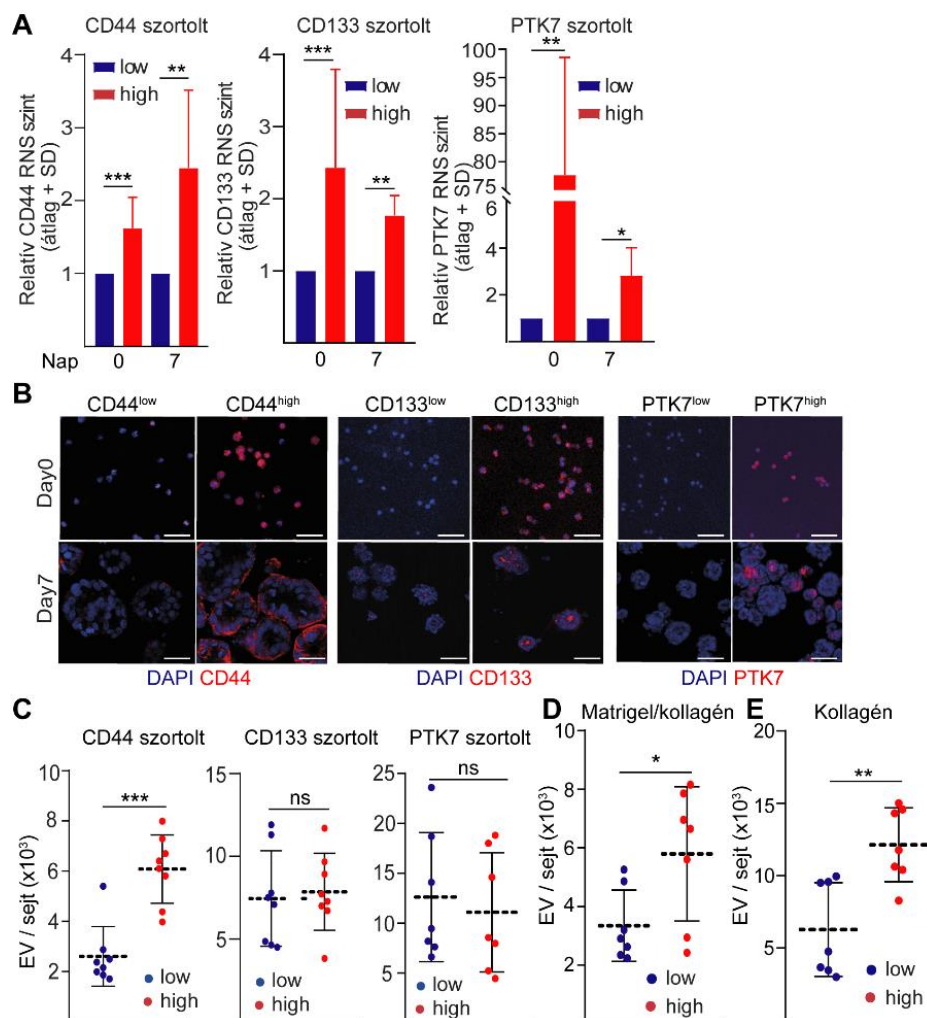 A
CD44 szortolt
CD133 szortolt
PTK7 szortolt
Relatív CD44 RNS szint
(átlag + SD)
4
3
2
1
low
high
***
**
Relatív CD133 RNS szint
(átlag + SD)
4
3
2
1
***
**
low
high
Relatív PTK7 RNS szint
(átlag + SD)
100
95
90
85
80
75
6
4
2
**
*
low
high
Nap
0
7
0
7
0
7
B
CD44low
CD44high
CD133low
CD133high
PTK7low
PTK7high
Day0
Day7
DAPI CD44
DAPI CD133
DAPI PTK7
C
CD44 szortolt
CD133 szortolt
PTK7 szortolt
EV / sejt (x10³)
10
8
6
4
2
***
low
high
15
10
5
ns
low
high
25
20
15
10
5
ns
low
high
D
Matrigel/kollagén
EV / sejt (x10³)
10
8
6
4
2
*
low
high
E
Kollagén
EV / sejt (x10³)
20
15
10
5
**
low
high